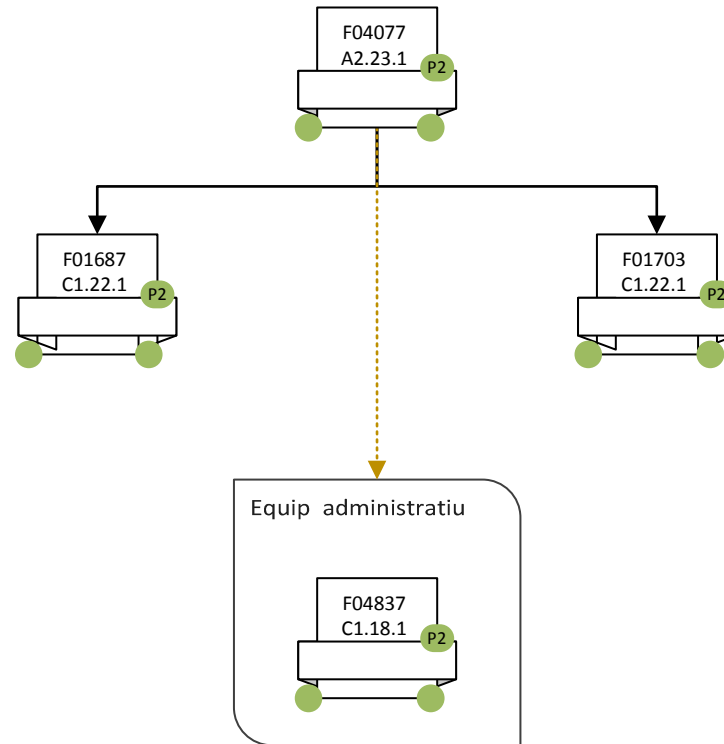 F04077
A2.23.1
P2
F01687
C1.22.1
P2
F01703
C1.22.1
P2
Equip administratiu
F04837
C1.18.1
P2